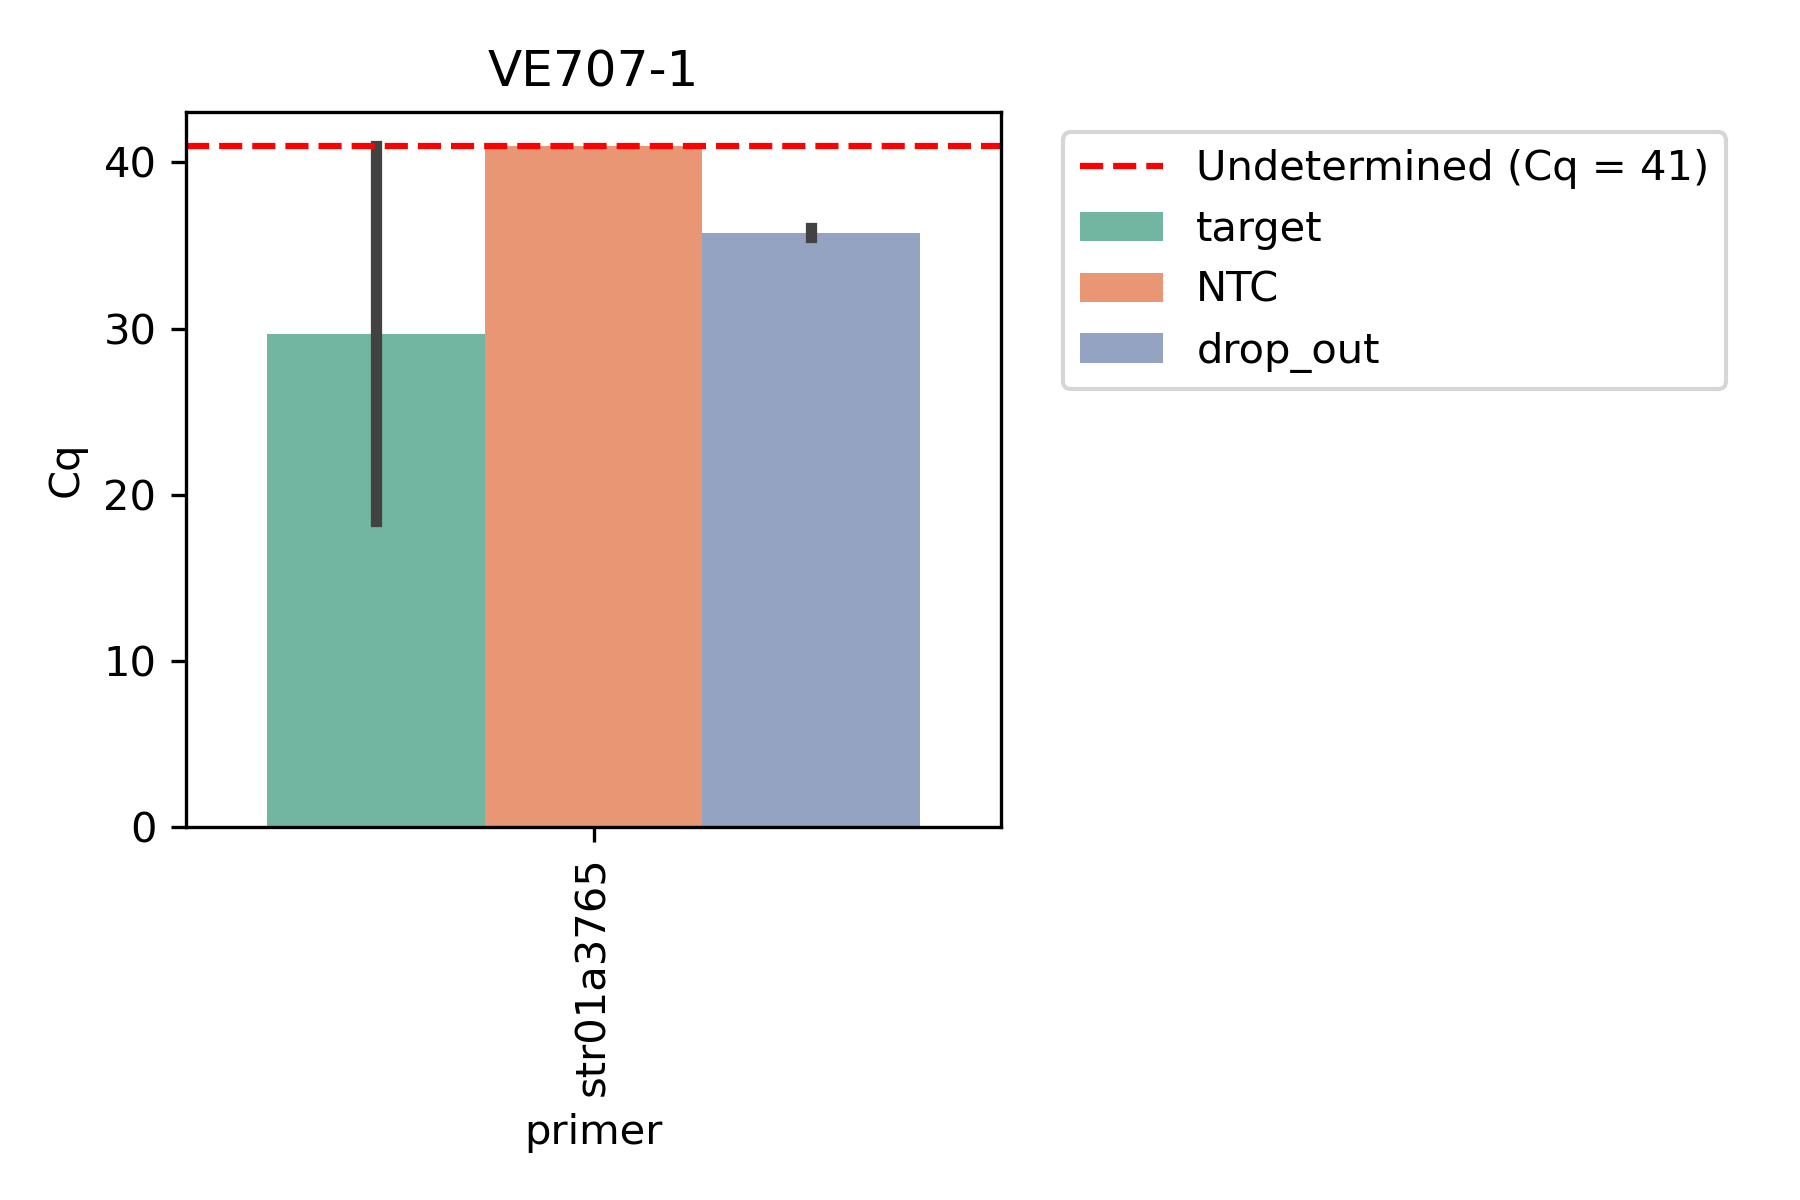 VE707-1
Cq
40
30
20
10
0
str01a3765
primer
Undetermined (Cq = 41)
target
NTC
drop_out